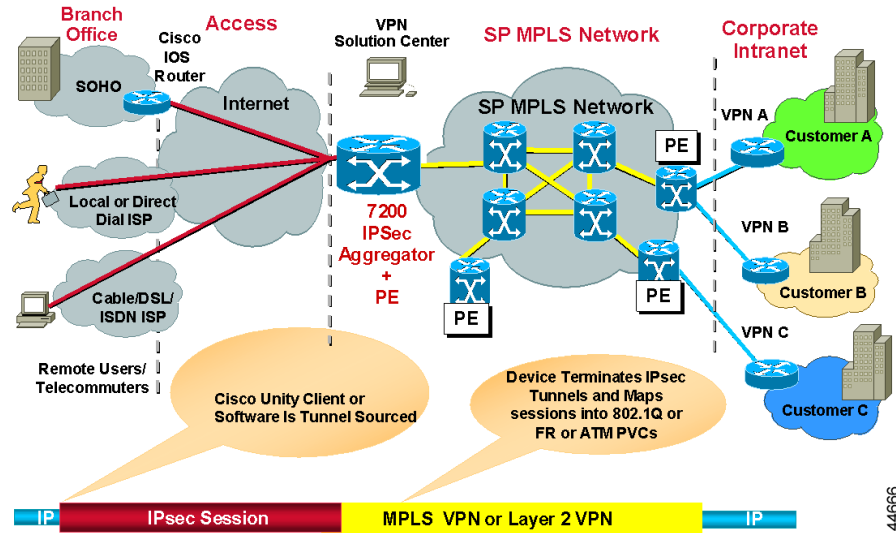 Branch
Office
Access
Cisco
IOS
Router
VPN
Solution Center
SP MPLS Network
Corporate
Intranet
SOHO
Internet
SP MPLS Network
VPN A
Customer A
PE
Local or Direct
Dial ISP
7200
IPSec
Aggregator
+
PE
VPN B
Customer B
PE
PE
Cable/DSL/
ISDN ISP
VPN C
Customer C
Remote Users/
Telecommuters
Cisco Unity Client or
Software Is Tunnel Sourced
Device Terminates IPsec
Tunnels and Maps
sessions into 802.1Q or
FR or ATM PVCs
IP
IPsec Session
MPLS VPN or Layer 2 VPN
IP
44666